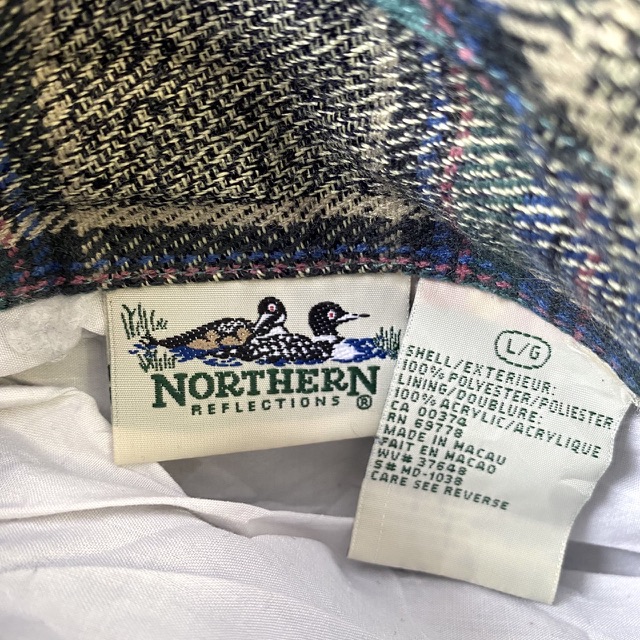 NORTHERN
REFLECTIONS ®
L/G
SHELL/EXTERIEUR:
100% POLYESTER/POLIESTER
LINING/DOUBLURE:
100% ACRYLIC/ACRYLIQUE
CA 00374
RN 69778
MADE IN MACAU
FAIT EN MACAO
WV# 37648
S# MD-1038
CARE SEE REVERSE